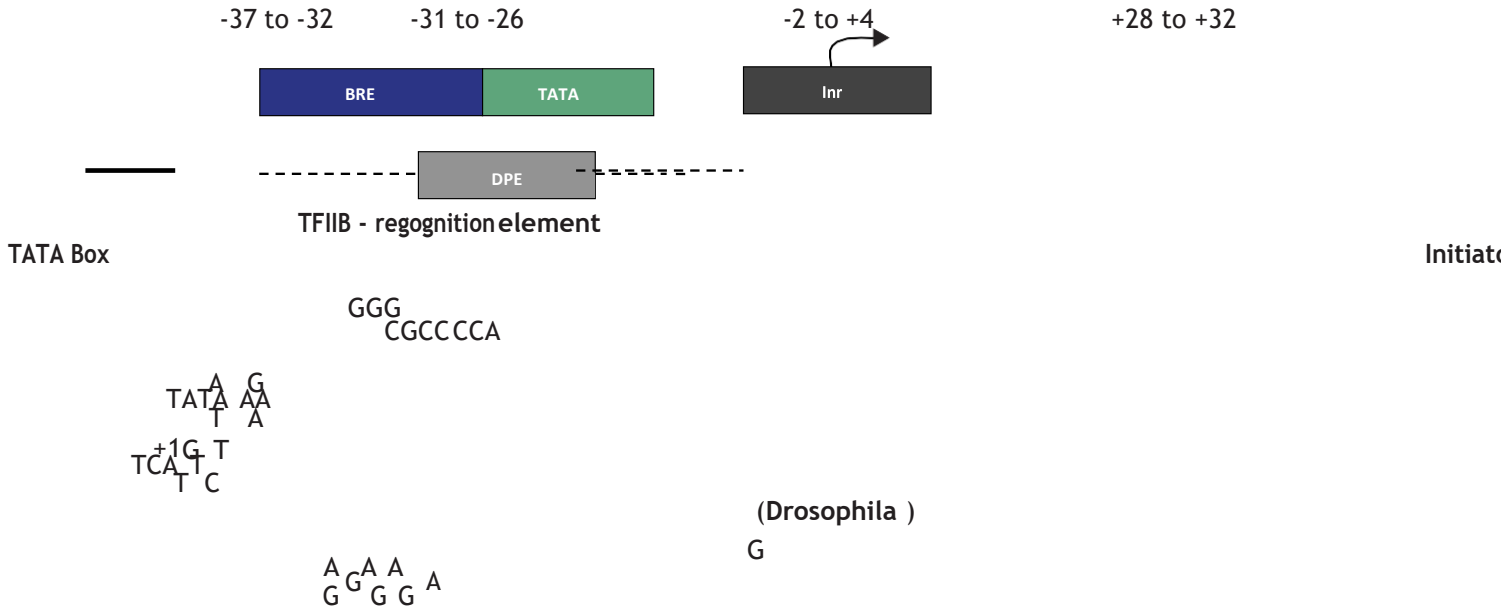 -37 to -32 -31 to -26 -2 to +4 +28 to +32
BRE TATA Inr
DPE
TFIIB - regognition element
TATA Box Initiato
GGG
CGCCCCA
A G
TATA AA
T A
+1G T
TCA T
T C
(Drosophila )
G
A A A
G A
G G G